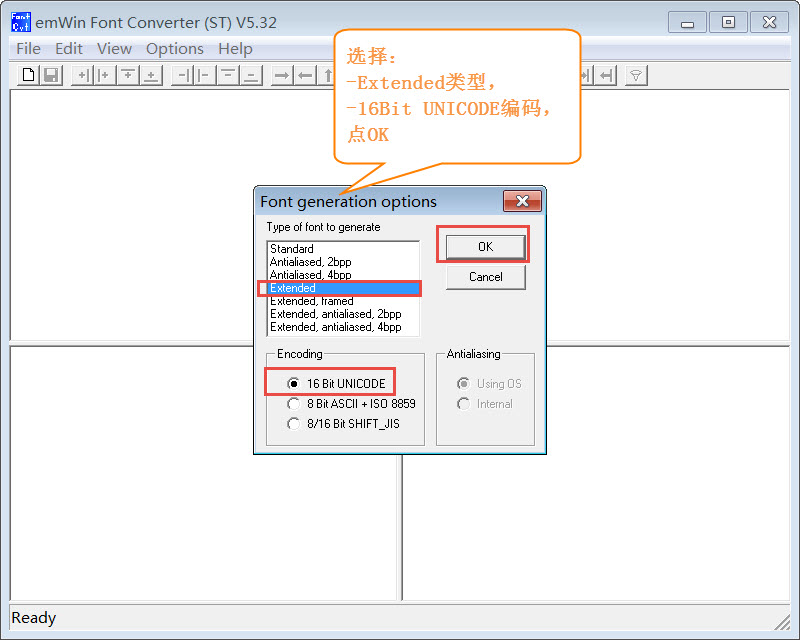 Font
Cvt
emWin Font Converter (ST) V5.32
File Edit View Options Help
选择：
-Extended类型，
-16Bit UNICODE编码，
点OK
Font generation options
Type of font to generate
Standard
Antialiased, 2bpp
Antialiased, 4bpp
Extended
Extended, framed
Extended, antialiased, 2bpp
Extended, antialiased, 4bpp
OK
Cancel
Encoding
16 Bit UNICODE
8 Bit ASCII + ISO 8859
8/16 Bit SHIFT_JIS
Antialiasing
Using OS
Internal
Ready